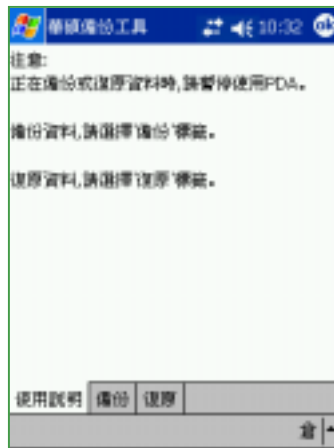 華碩備份工具 10:32 ok
注意:
正在備份或復原資料時,請暫停使用PDA。
備份資料,請選擇'備份'標籤。
復原資料,請選擇'復原'標籤。
使用說明 備份 復原
倉